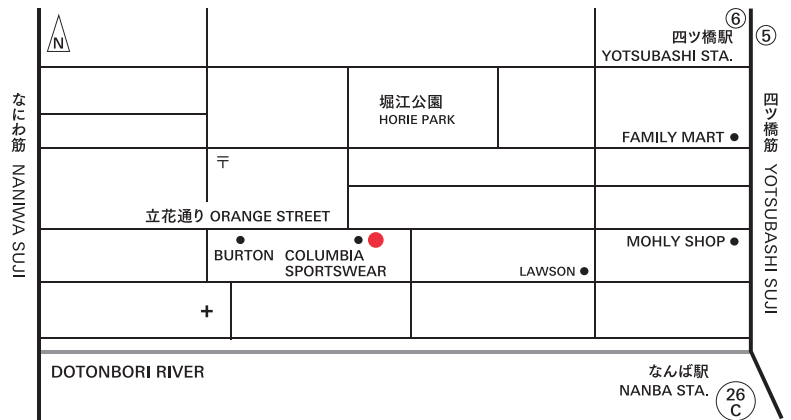 N
⑥
四ツ橋駅
YOTSUBASHI STA.
⑤
堀江公園
HORIE PARK
なにわ筋 NANIWA SUJI
四ツ橋筋 YOTSUBASHI SUJI
FAMILY MART
〒
立花通り ORANGE STREET
BURTON
COLUMBIA
SPORTSWEAR
MOHLY SHOP
LAWSON
DOTONBORI RIVER
なんば駅
NANBA STA.
26
C